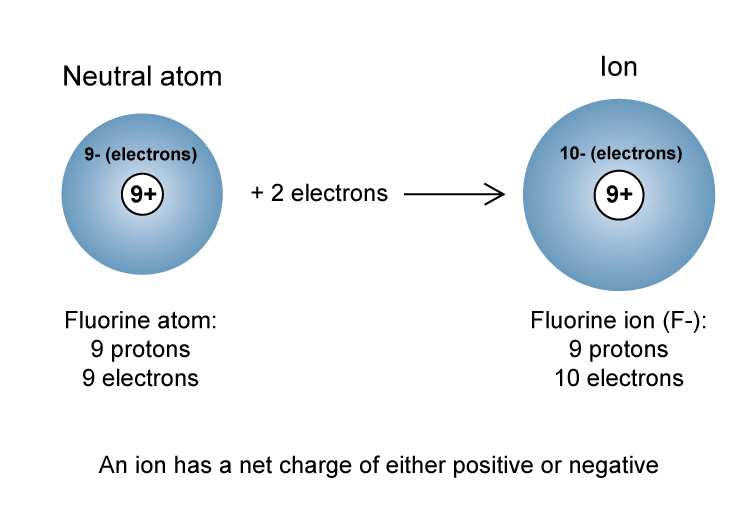 Neutral atom
9- (electrons)
9+
Fluorine atom:
9 protons
9 electrons
+ 2 electrons
Ion
10- (electrons)
9+
Fluorine ion (F-):
9 protons
10 electrons
An ion has a net charge of either positive or negative